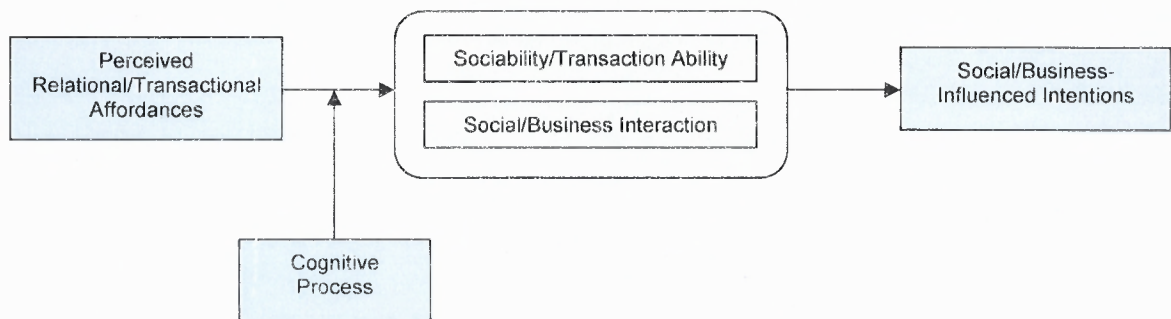 Perceived
Relational/Transactional
Affordances
Sociability/Transaction Ability
Social/Business Interaction
Social/Business-
Influenced Intentions
Cognitive
Process